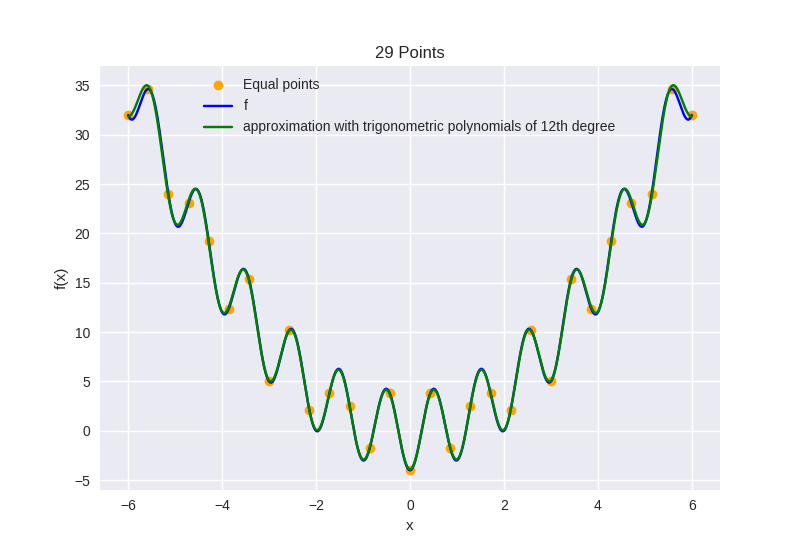 29 Points
Equal points
f
approximation with trigonometric polynomials of 12th degree
f(x)
35
30
25
20
15
10
5
0
−5
−6 −4 −2 0 2 4 6
x